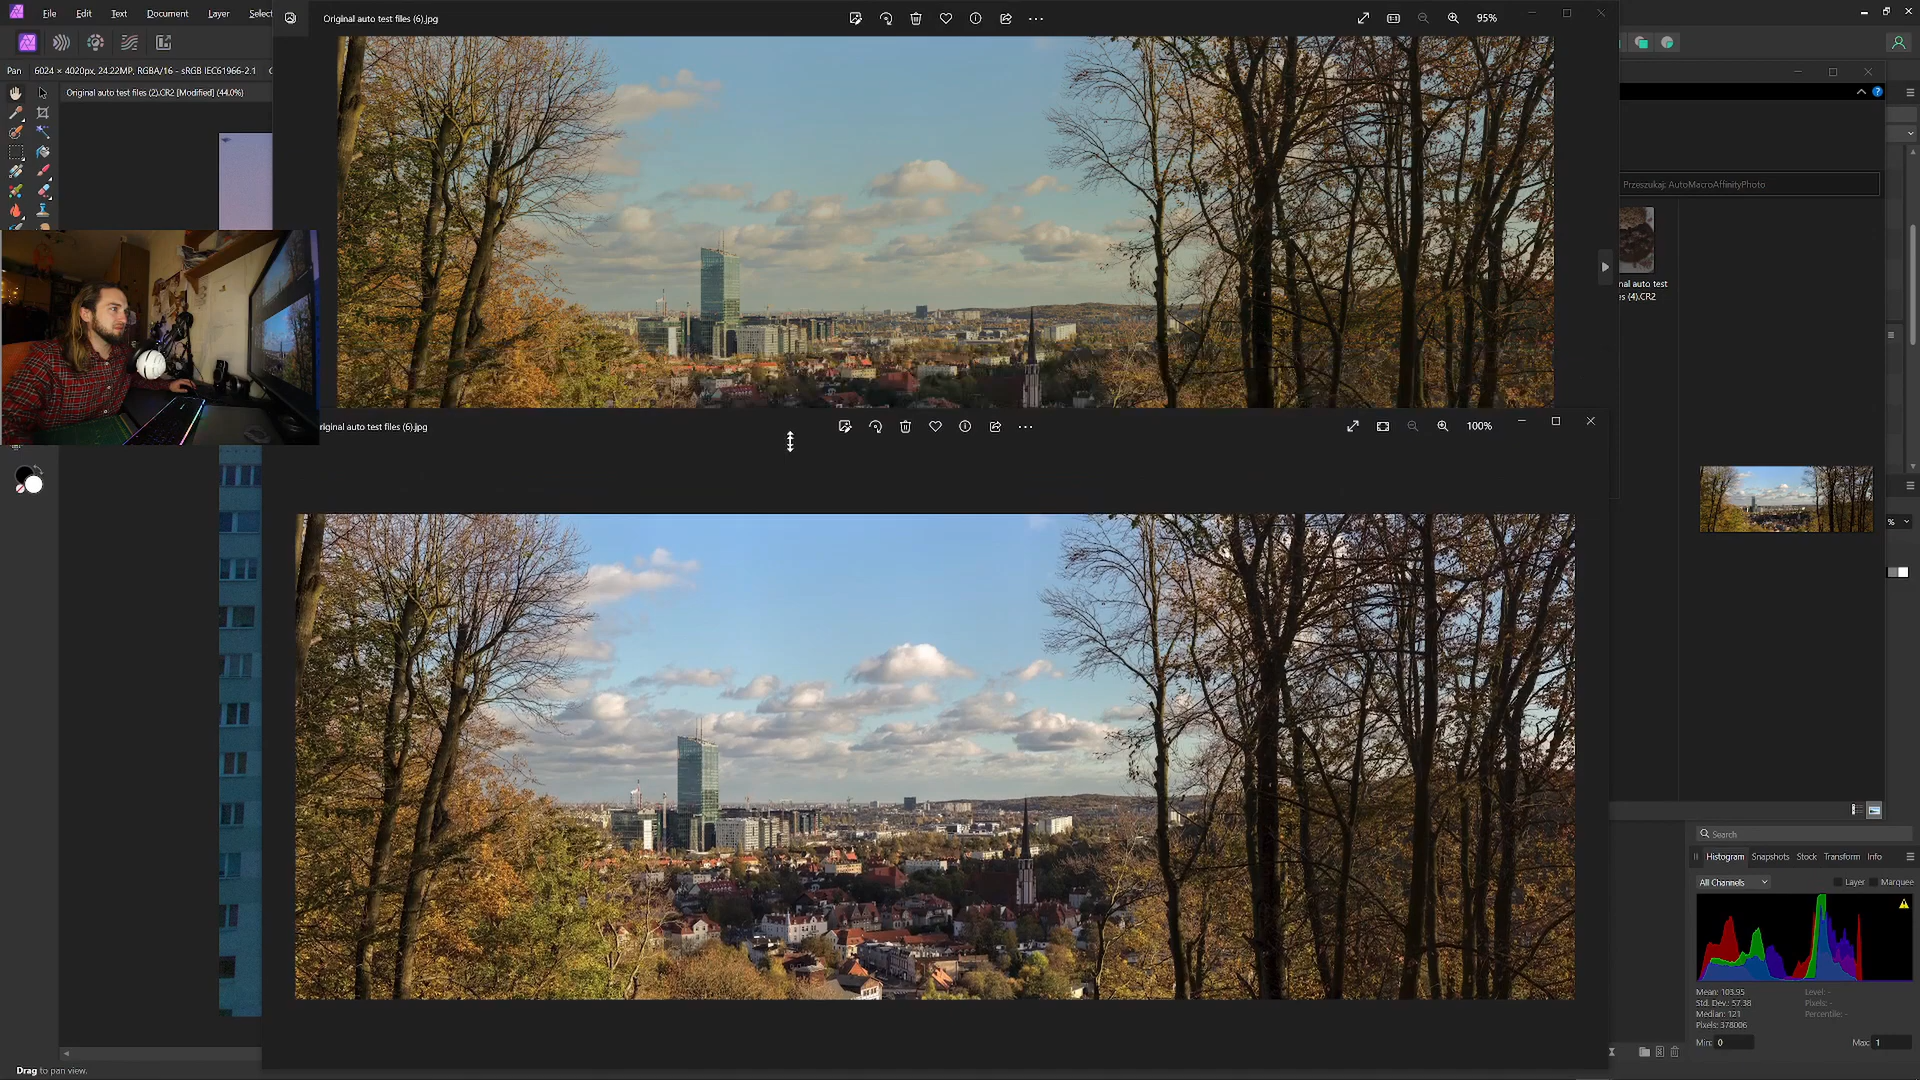 File Edit Text Document Layer Select
Original auto test files (6).jpg
95%
Pan
6024 × 4020px, 24.22MP, RGBA/16 - sRGB IEC61966-2.1
Original auto test files (2).CR2 [Modified] (44.0%)
Przeszukaj: AutoMacroAffinityPhoto
nal auto test
s (4).CR2
riginal auto test files (6).jpg
100%
%
Search
Histogram Snapshots Stock Transform Info
All Channels
Layer
Marquee
Mean: 103.95
Std. Dev.: 57.38
Median: 121
Pixels: 378006
Level: -
Pixels: -
Percentile: -
Min: 0
Max: 1
Drag to pan view.